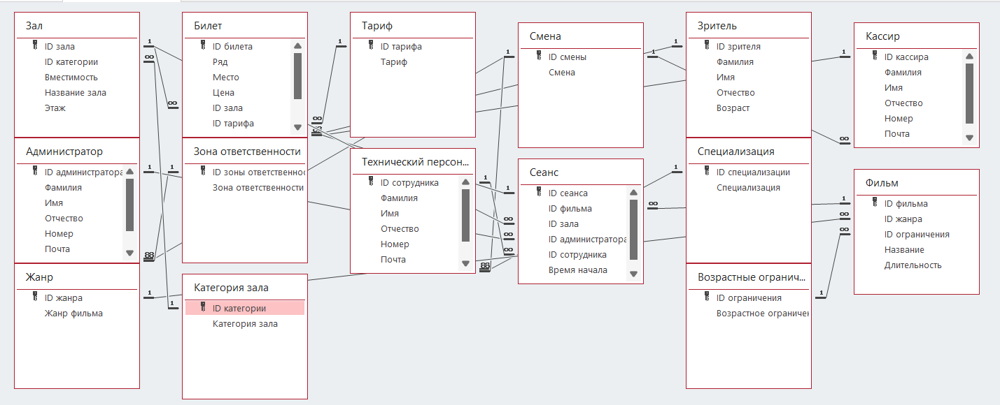 Зал
ID зала
ID категории
Вместимость
Название зала
Этаж
Билет
ID билета
Ряд
Место
Цена
ID зала
ID тарифа
Тариф
ID тарифа
Тариф
Смена
ID смены
Смена
Зритель
ID зрителя
Фамилия
Имя
Отчество
Возраст
Кассир
ID кассира
Фамилия
Имя
Отчество
Номер
Почта
Администратор
ID администратора
Фамилия
Имя
Отчество
Номер
Почта
Зона ответственности
ID зоны ответственнос
Зона ответственности
Технический персон...
ID сотрудника
Фамилия
Имя
Отчество
Номер
Почта
Сеанс
ID сеанса
ID фильма
ID зала
ID администратора
ID сотрудника
Время начала
Специализация
ID специализации
Специализация
Фильм
ID фильма
ID жанра
ID ограничения
Название
Длительность
Жанр
ID жанра
Жанр фильма
Категория зала
ID категории
Категория зала
Возрастные огранич...
ID ограничения
Возрастное ограничен